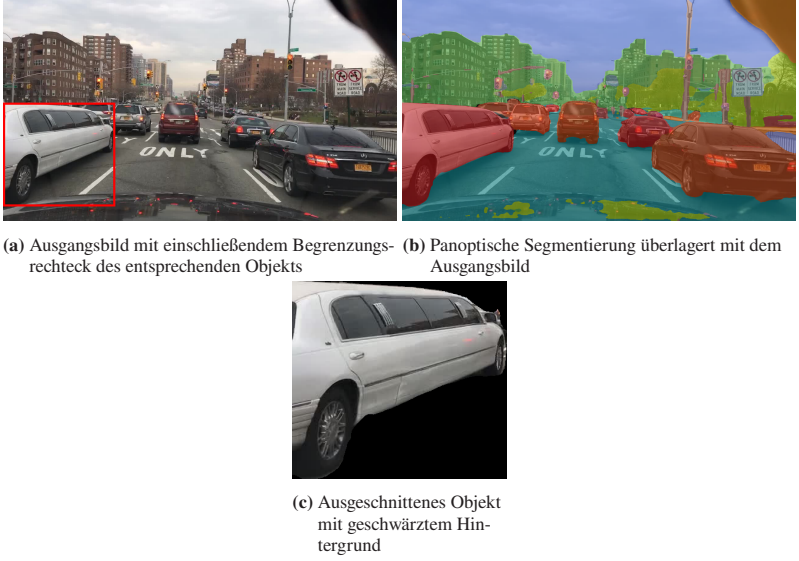 ONLY
ONLY
(a) Ausgangsbild mit einschließendem Begrenzungs-
rechteck des entsprechenden Objekts
(b) Panoptische Segmentierung überlagert mit dem
Ausgangsbild
(c) Ausgeschnittenes Objekt
mit geschwärztem Hin-
tergrund